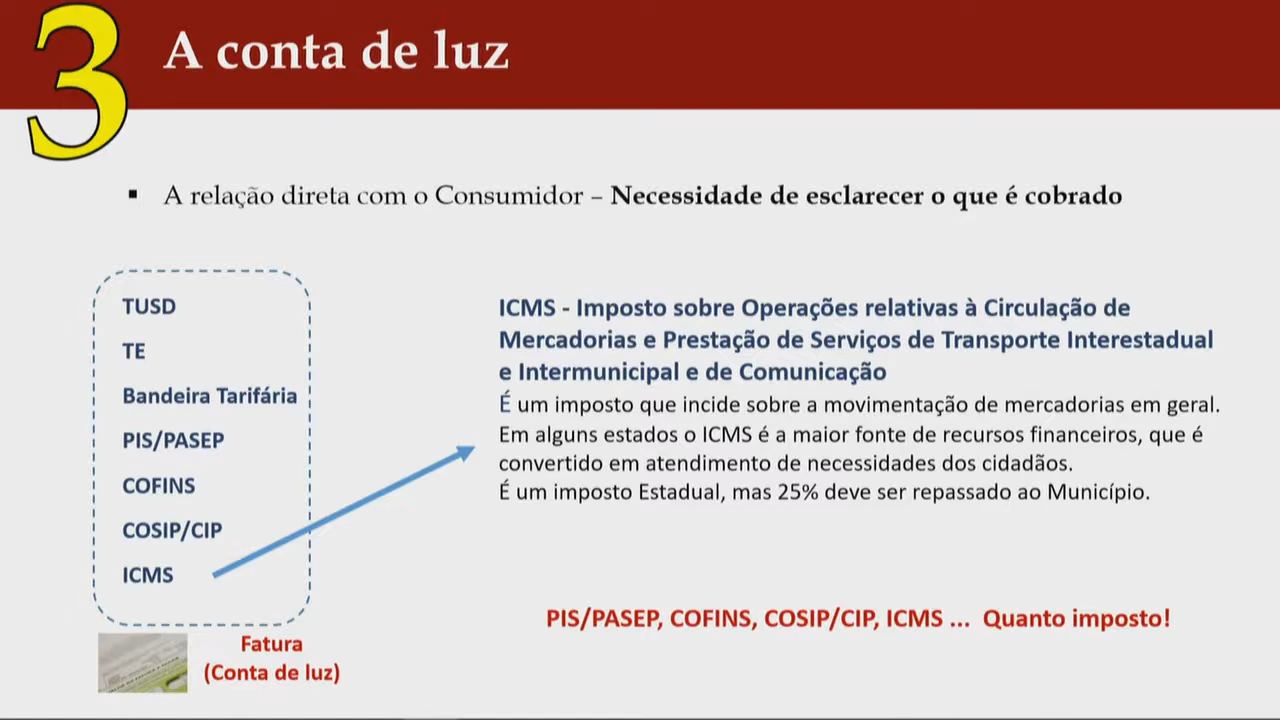 3
A conta de luz
▪ A relação direta com o Consumidor – Necessidade de esclarecer o que é cobrado
TUSD
TE
Bandeira Tarifária
PIS/PASEP
COFINS
COSIP/CIP
ICMS
Fatura
(Conta de luz)
ICMS - Imposto sobre Operações relativas à Circulação de
Mercadorias e Prestação de Serviços de Transporte Interestadual
e Intermunicipal e de Comunicação
É um imposto que incide sobre a movimentação de mercadorias em geral.
Em alguns estados o ICMS é a maior fonte de recursos financeiros, que é
convertido em atendimento de necessidades dos cidadãos.
É um imposto Estadual, mas 25% deve ser repassado ao Município.
PIS/PASEP, COFINS, COSIP/CIP, ICMS ... Quanto imposto!